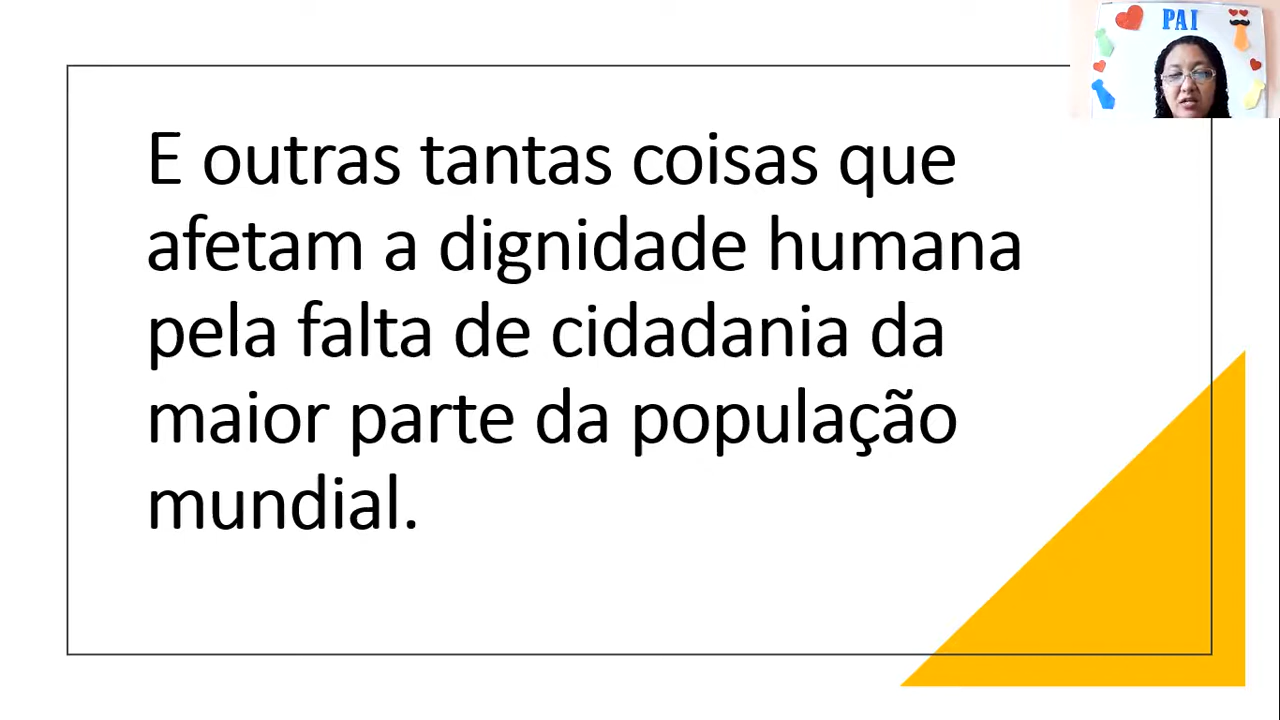 PAI
E outras tantas coisas que
afetam a dignidade humana
pela falta de cidadania da
maior parte da população
mundial.